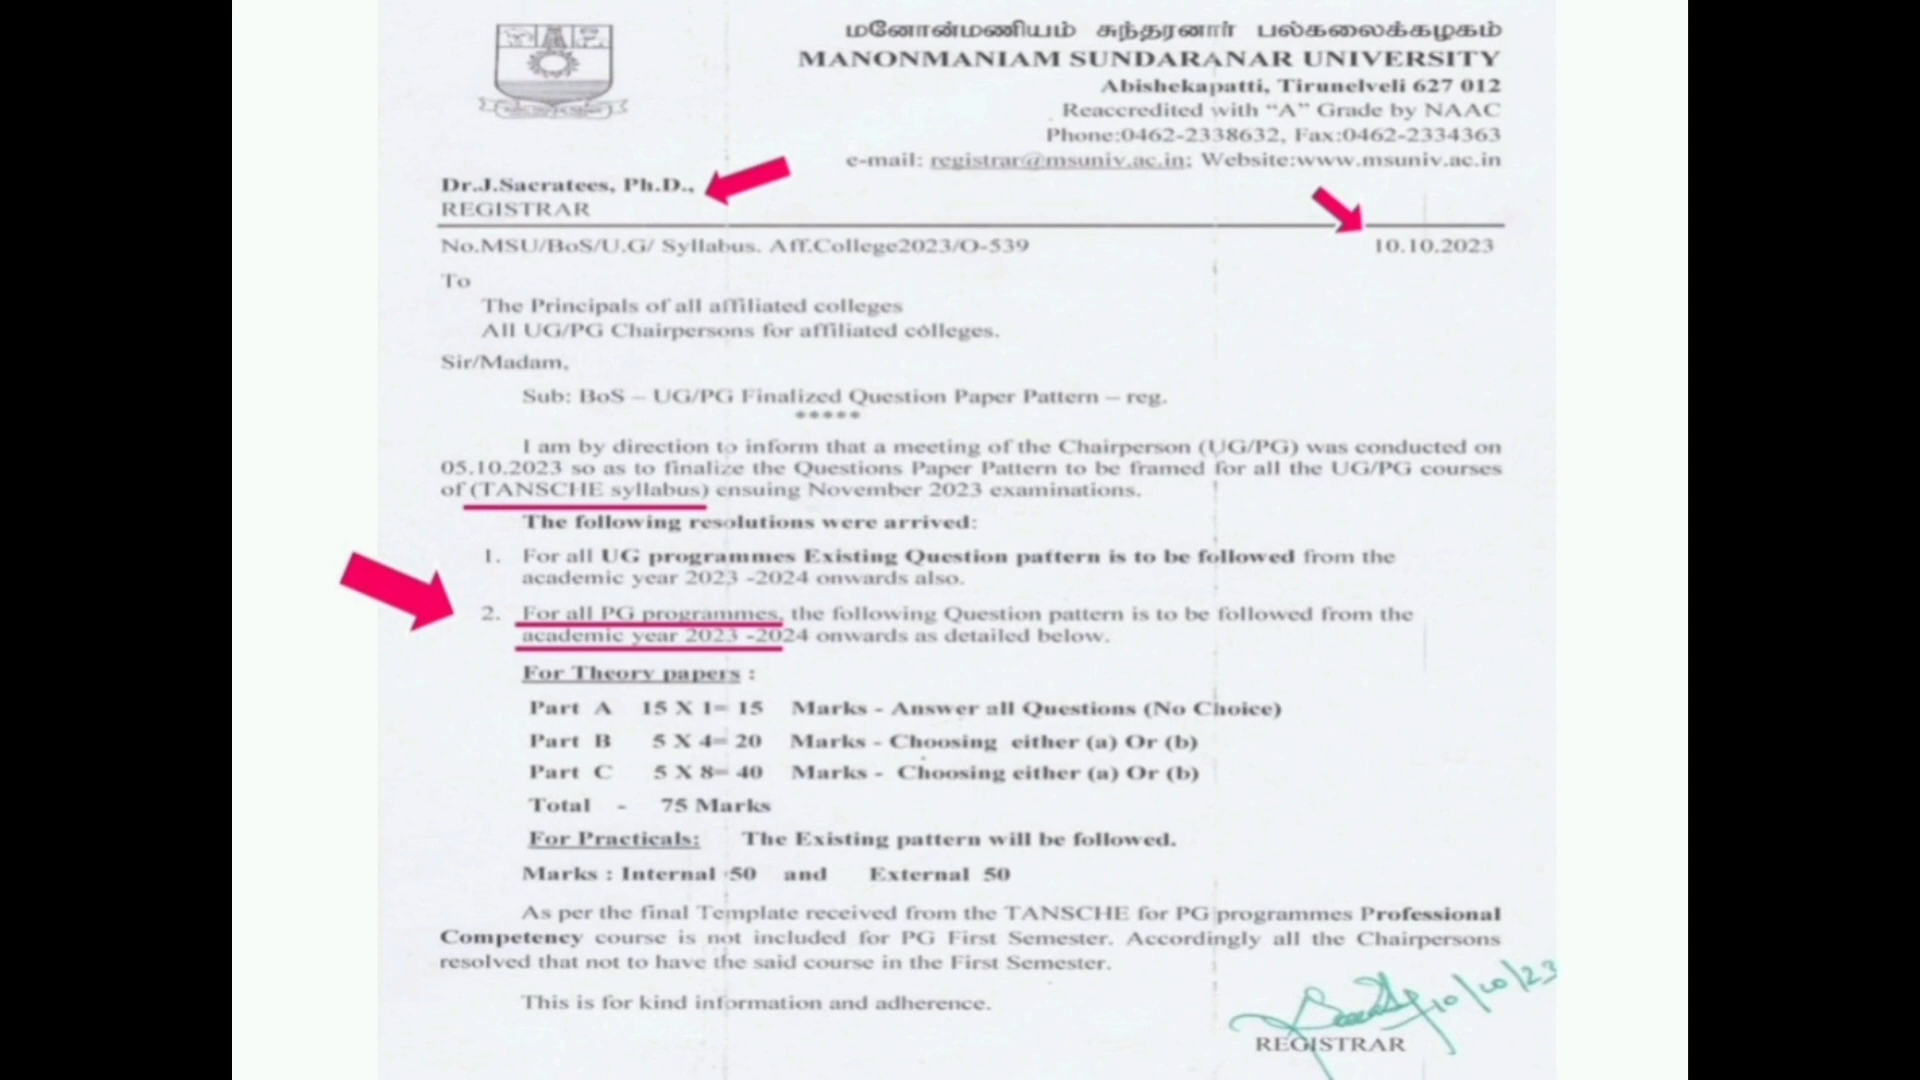 மனோன்மணியம் சுந்தரனார் பல்கலைக்கழகம்
MANONMANIAM SUNDARANAR UNIVERSITY
Abishekapatti, Tirunelveli 627 012
Reaccredited with “A” Grade by NAAC
Phone:0462-2338632, Fax:0462-2334363
e-mail: registrar@msuniv.ac.in; Website:www.msuniv.ac.in
Dr.J.Sacratees, Ph.D.,
REGISTRAR
No.MSU/BoS/U.G/ Syllabus. Aff.College2023/O-539 10.10.2023
To
The Principals of all affiliated colleges
All UG/PG Chairpersons for affiliated colleges.
Sir/Madam,
Sub: BoS – UG/PG Finalized Question Paper Pattern – reg.
*****
I am by direction to inform that a meeting of the Chairperson (UG/PG) was conducted on
05.10.2023 so as to finalize the Questions Paper Pattern to be framed for all the UG/PG courses
of (TANSCHE syllabus) ensuing November 2023 examinations.
The following resolutions were arrived:
1. For all UG programmes Existing Question pattern is to be followed from the
academic year 2023 -2024 onwards also.
2. For all PG programmes, the following Question pattern is to be followed from the
academic year 2023 -2024 onwards as detailed below.
For Theory papers :
Part A 15 X 1= 15 Marks - Answer all Questions (No Choice)
Part B 5 X 4= 20 Marks - Choosing either (a) Or (b)
Part C 5 X 8= 40 Marks - Choosing either (a) Or (b)
Total - 75 Marks
For Practicals: The Existing pattern will be followed.
Marks : Internal 50 and External 50
As per the final Template received from the TANSCHE for PG programmes Professional
Competency course is not included for PG First Semester. Accordingly all the Chairpersons
resolved that not to have the said course in the First Semester.
This is for kind information and adherence.
10/10/23
REGISTRAR